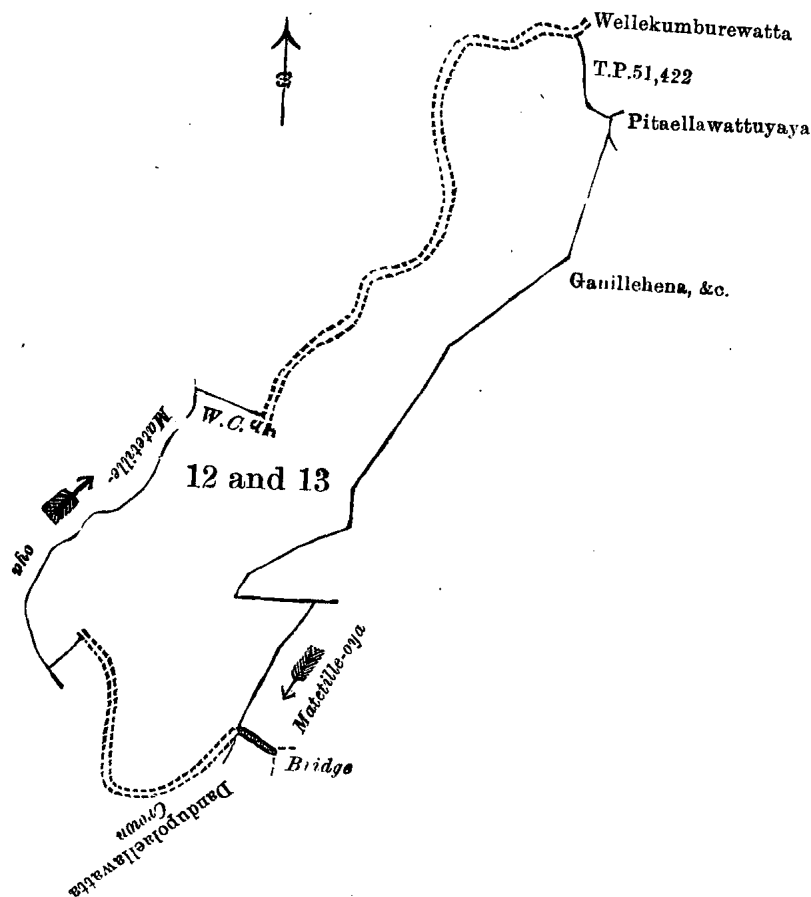 Wellekumburewatta
T.P.51,422
Pitaellawattuyaya
Ganillehena, &c.
W.C.
12 and 13
Matetille-
oya
Matetille-oya
Bridge
Dandupolaellawatta
Crown